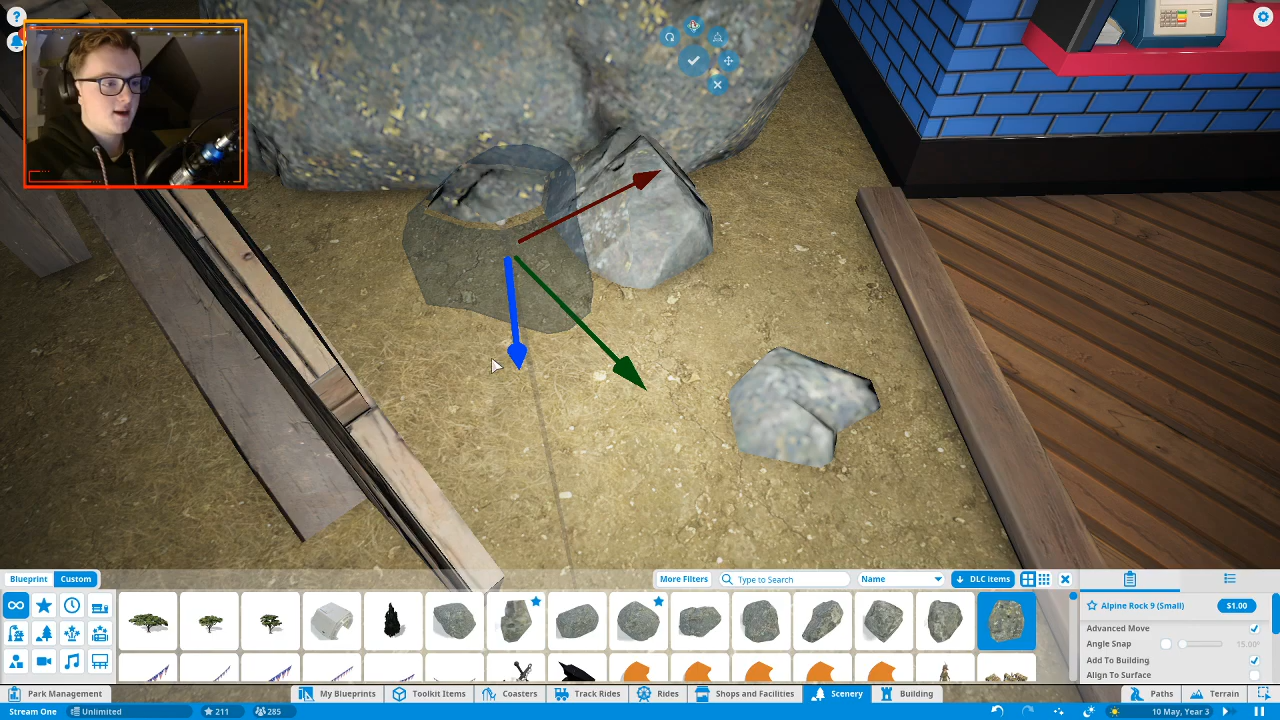 ?
Blueprint Custom
More Filters Type to Search Name DLC items
Alpine Rock 9 (Small) $1.00
Advanced Move
Angle Snap 15.00°
Add To Building
Align To Surface
Park Management My Blueprints Toolkit Items Coasters Track Rides Rides Shops and Facilities Scenery Building Paths Terrain
Stream One Unlimited 211 285 10 May, Year 3